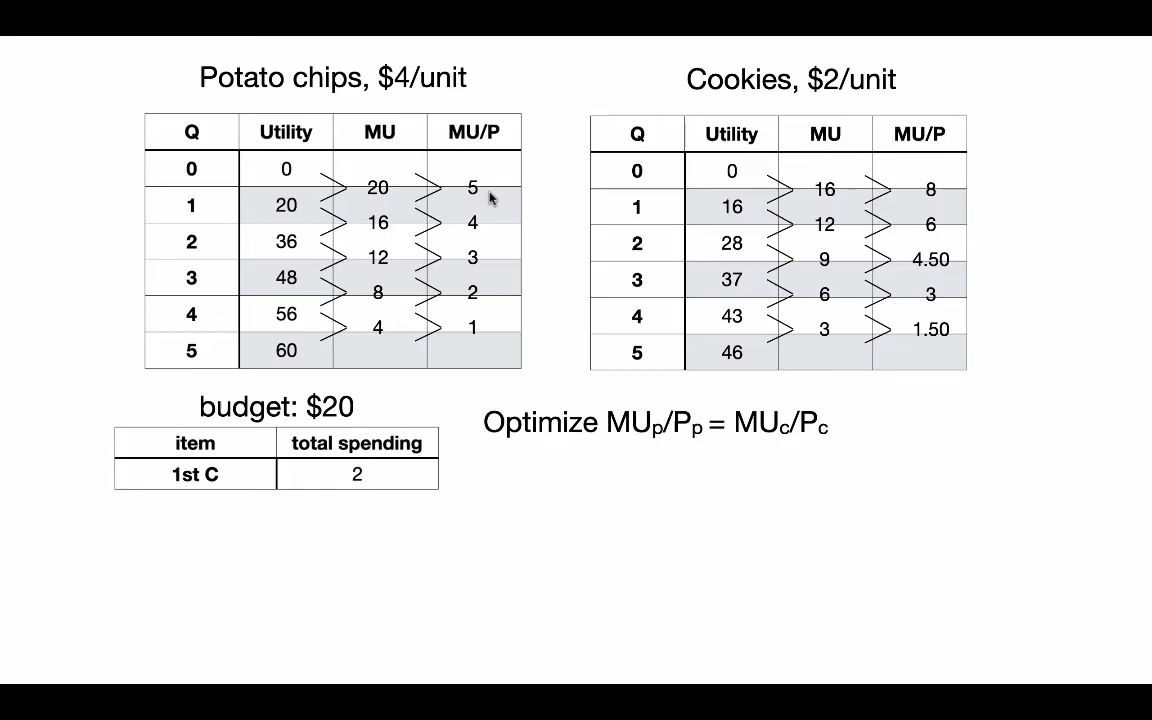 Potato chips, $4/unit
Q Utility MU MU/P
0 0
20 5
1 20
16 4
2 36
12 3
3 48
8 2
4 56
4 1
5 60
Cookies, $2/unit
Q Utility MU MU/P
0 0
16 8
1 16
12 6
2 28
9 4.50
3 37
6 3
4 43
3 1.50
5 46
budget: $20
item total spending
1st C 2
Optimize MUp/Pp = MUc/Pc